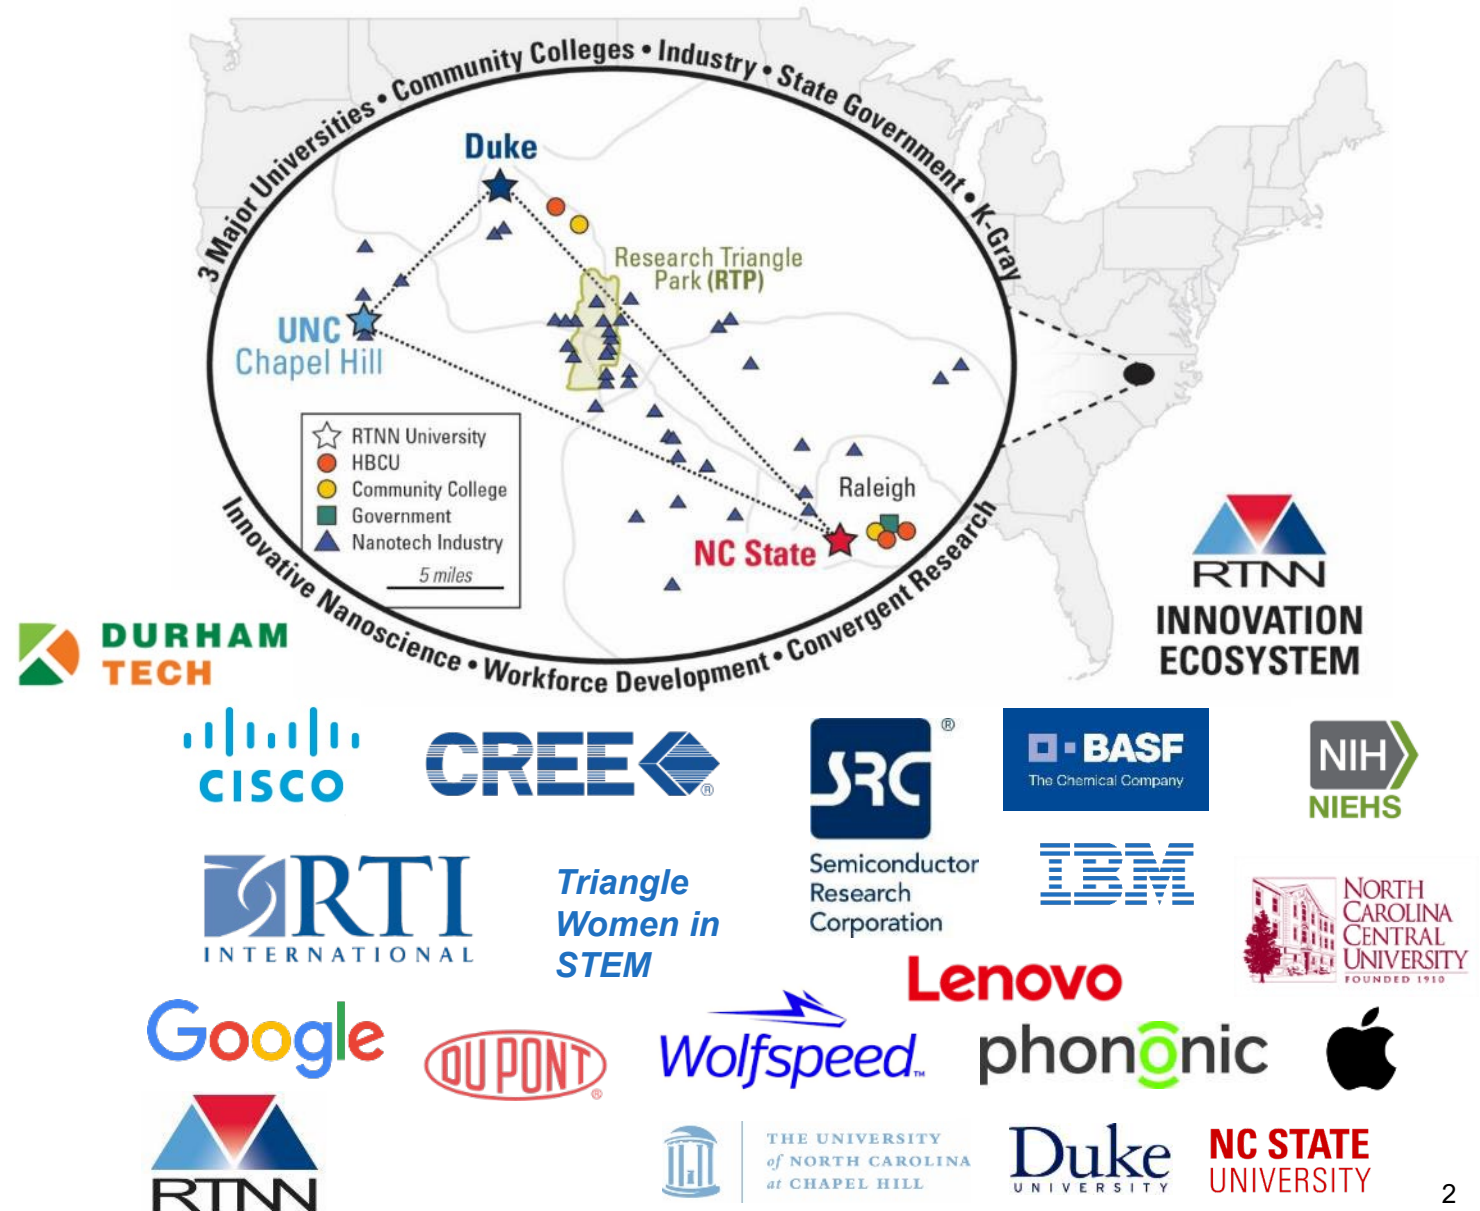 3 Major Universities • Community Colleges • Industry • State Government • K-Gray
Duke
Research Triangle
Park (RTP)
UNC
Chapel Hill
RTNN University
HBCU
Community College
Government
Nanotech Industry
5 miles
Raleigh
NC State
Innovative Nanoscience • Workforce Development • Convergent Research
RTNN
INNOVATION
ECOSYSTEM
DURHAM
TECH
CISCO
CREE
®
SRC
®
Semiconductor
Research
Corporation
BASF
The Chemical Company
NIH
NIEHS
RTI
INTERNATIONAL
Triangle
Women in
STEM
IBM
NORTH
CAROLINA
CENTRAL
UNIVERSITY
FOUNDED 1910
Lenovo
Google
DU PONT
®
Wolfspeed™
phononic
RTNN
THE UNIVERSITY
of NORTH CAROLINA
at CHAPEL HILL
Duke
UNIVERSITY
NC STATE
UNIVERSITY
2